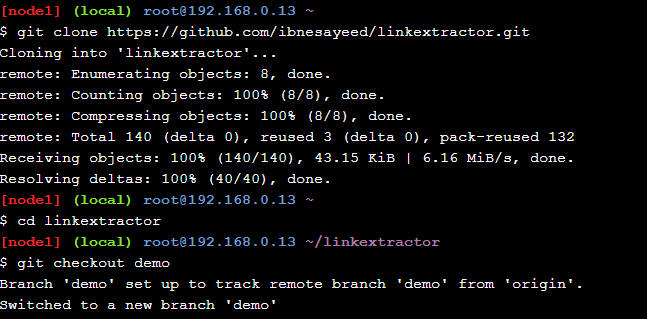 [node1] (local) root@192.168.0.13 ~
$ git clone https://github.com/ibnesayeed/linkextractor.git
Cloning into 'linkextractor'...
remote: Enumerating objects: 8, done.
remote: Counting objects: 100% (8/8), done.
remote: Compressing objects: 100% (8/8), done.
remote: Total 140 (delta 0), reused 3 (delta 0), pack-reused 132
Receiving objects: 100% (140/140), 43.15 KiB | 6.16 MiB/s, done.
Resolving deltas: 100% (40/40), done.
[node1] (local) root@192.168.0.13 ~
$ cd linkextractor
[node1] (local) root@192.168.0.13 ~/linkextractor
$ git checkout demo
Branch 'demo' set up to track remote branch 'demo' from 'origin'.
Switched to a new branch 'demo'